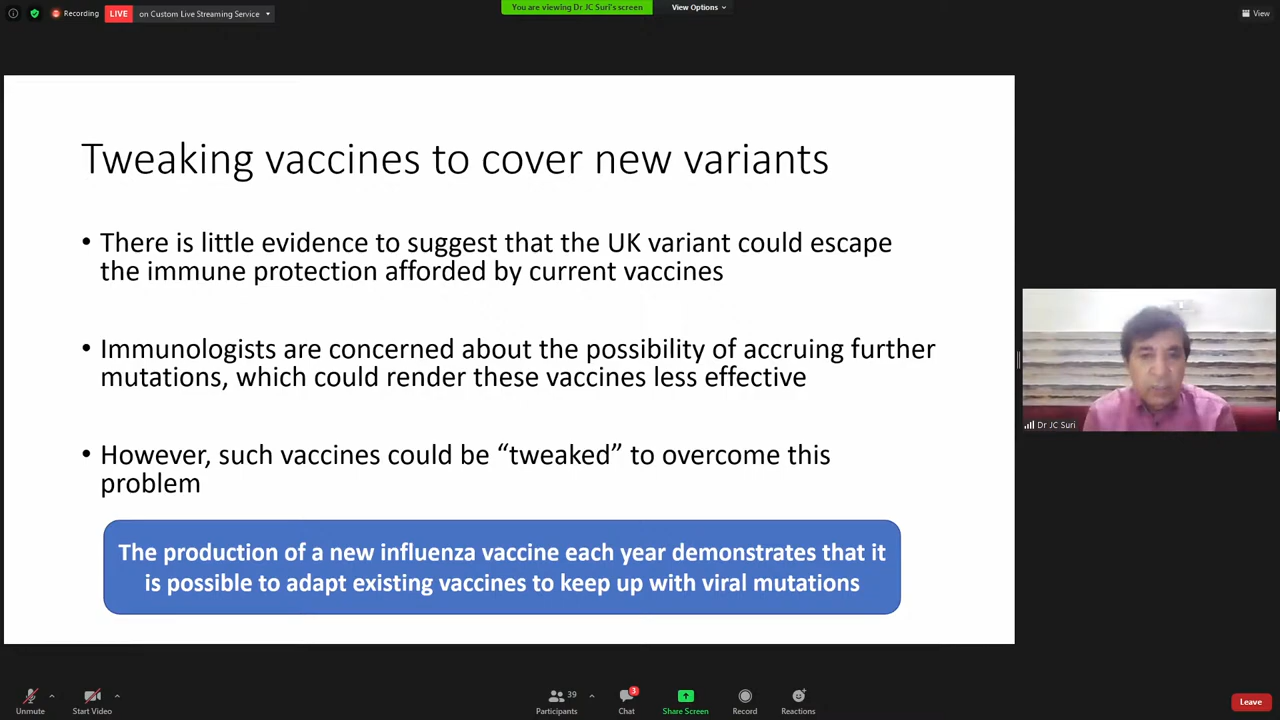 Recording
LIVE
on Custom Live Streaming Service
You are viewing Dr JC Suri's screen
View Options
View
Tweaking vaccines to cover new variants
• There is little evidence to suggest that the UK variant could escape
the immune protection afforded by current vaccines
• Immunologists are concerned about the possibility of accruing further
mutations, which could render these vaccines less effective
• However, such vaccines could be “tweaked” to overcome this
problem
The production of a new influenza vaccine each year demonstrates that it
is possible to adapt existing vaccines to keep up with viral mutations
Dr JC Suri
Unmute
Start Video
39
Participants
3
Chat
Share Screen
Record
Reactions
Leave